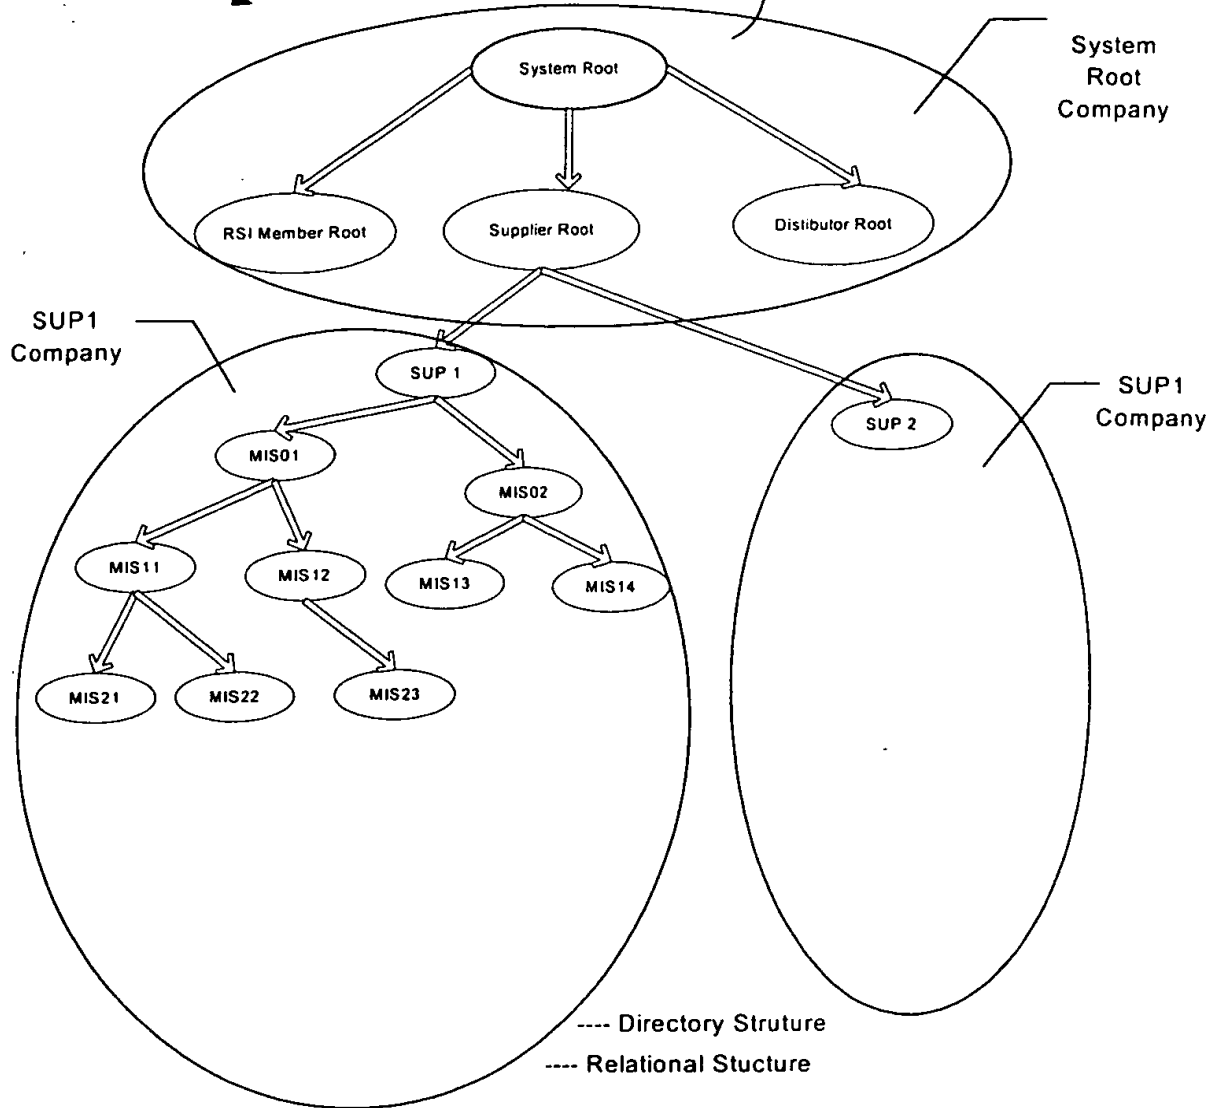 System Root
System
Root
Company
RSI Member Root
Supplier Root
Distibutor Root
SUP1
Company
SUP 1
SUP1
Company
SUP 2
MIS01
MIS02
MIS11
MIS12
MIS13
MIS14
MIS21
MIS22
MIS23
---- Directory Struture
---- Relational Stucture